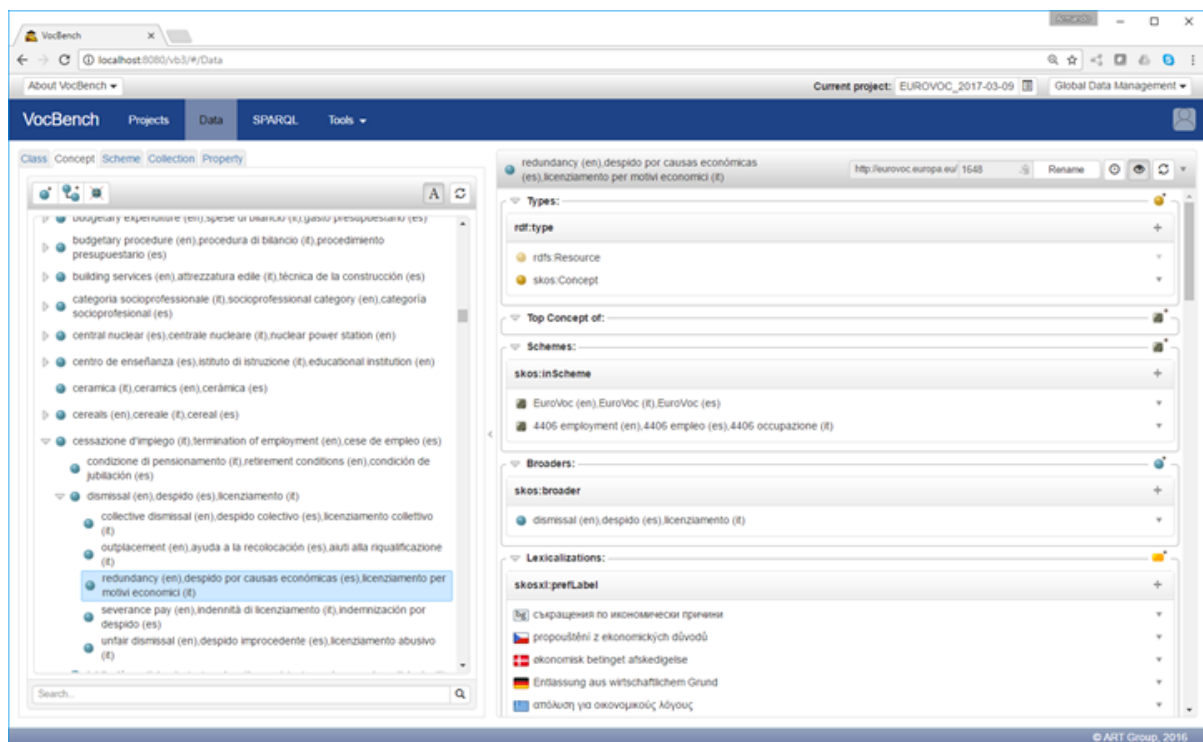 Armando
VocBench
localhost:8080/vb3/#/Data
About VocBench
Current project: EUROVOC_2017-03-09
Global Data Management
VocBench Projects Data SPARQL Tools
Class Concept Scheme Collection Property
A
budgetary expenditure (en),spese di bilancio (it),gasto presupuestario (es)
budgetary procedure (en),procedura di bilancio (it),procedimiento
presupuestario (es)
building services (en),attrezzatura edile (it),técnica de la construcción (es)
categoria socioprofessionale (it),socioprofessional category (en),categoría
socioprofesional (es)
central nuclear (es),centrale nucleare (it),nuclear power station (en)
centro de enseñanza (es),istituto di istruzione (it),educational institution (en)
ceramica (it),ceramics (en),cerámica (es)
cereals (en),cereale (it),cereal (es)
cessazione d'impiego (it),termination of employment (en),cese de empleo (es)
condizione di pensionamento (it),retirement conditions (en),condición de
jubilación (es)
dismissal (en),despido (es),licenziamento (it)
collective dismissal (en),despido colectivo (es),licenziamento collettivo
(it)
outplacement (en),ayuda a la recolocación (es),aiuti alla riqualificazione
(it)
redundancy (en),despido por causas económicas (es),licenziamento per
motivi economici (it)
severance pay (en),indennità di licenziamento (it),indemnización por
despido (es)
unfair dismissal (en),despido improcedente (es),licenziamento abusivo
(it)
Search...
redundancy (en),despido por causas económicas
(es),licenziamento per motivi economici (it)
http://eurovoc.europa.eu/ 1648
Rename
Types:
rdf:type
rdfs:Resource
skos:Concept
Top Concept of:
Schemes:
skos:inScheme
EuroVoc (en),EuroVoc (it),EuroVoc (es)
4406 employment (en),4406 empleo (es),4406 occupazione (it)
Broaders:
skos:broader
dismissal (en),despido (es),licenziamento (it)
Lexicalizations:
skosxl:prefLabel
bg съкращения по икономически причини
propouštění z ekonomických důvodů
økonomisk betinget afskedigelse
Entlassung aus wirtschaftlichem Grund
απόλυση για οικονομικούς λόγους
© ART Group, 2016